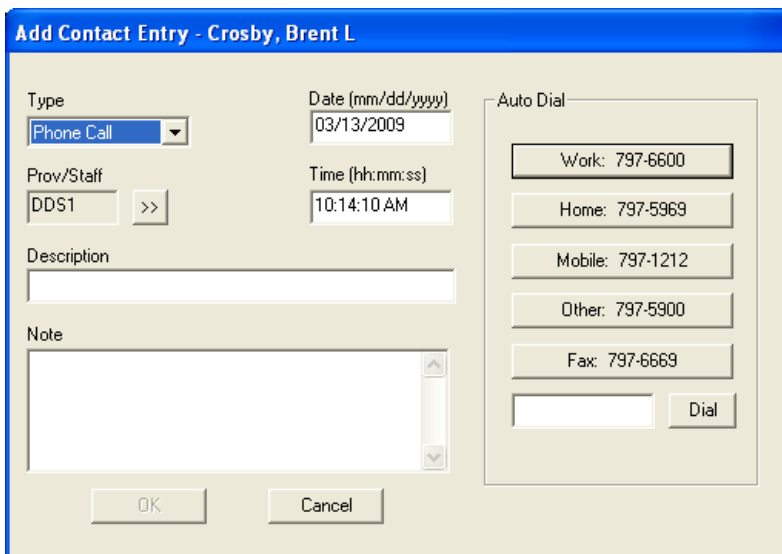 Add Contact Entry - Crosby, Brent L
Type
Phone Call
Date (mm/dd/yyyy)
03/13/2009
Prov/Staff
DDS1
>>
Time (hh:mm:ss)
10:14:10 AM
Description
Note
OK
Cancel
Auto Dial
Work: 797-6600
Home: 797-5969
Mobile: 797-1212
Other: 797-5900
Fax: 797-6669
Dial